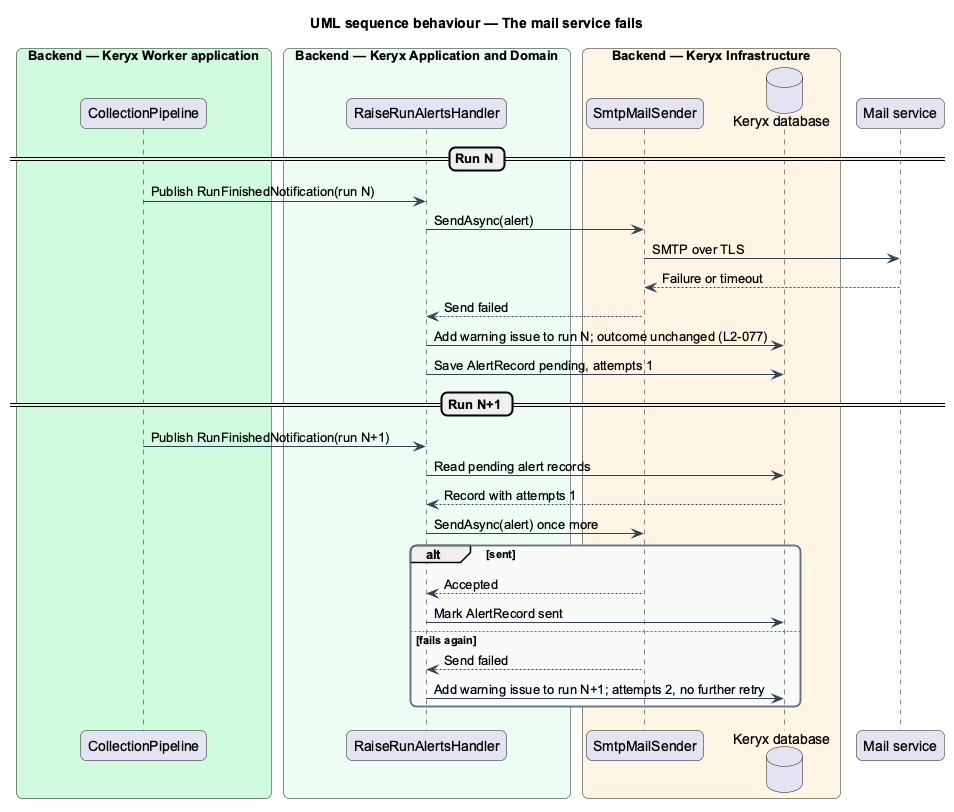 UML sequence behaviour — The mail service fails
Backend — Keryx Worker application
Backend — Keryx Application and Domain
Backend — Keryx Infrastructure
CollectionPipeline
RaiseRunAlertsHandler
SmtpMailSender
Keryx database
Mail service
Run N
Publish RunFinishedNotification(run N)
SendAsync(alert)
SMTP over TLS
Failure or timeout
Send failed
Add warning issue to run N; outcome unchanged (L2-077)
Save AlertRecord pending, attempts 1
Run N+1
Publish RunFinishedNotification(run N+1)
Read pending alert records
Record with attempts 1
SendAsync(alert) once more
alt
[sent]
Accepted
Mark AlertRecord sent
[fails again]
Send failed
Add warning issue to run N+1; attempts 2, no further retry
CollectionPipeline
RaiseRunAlertsHandler
SmtpMailSender
Keryx database
Mail service